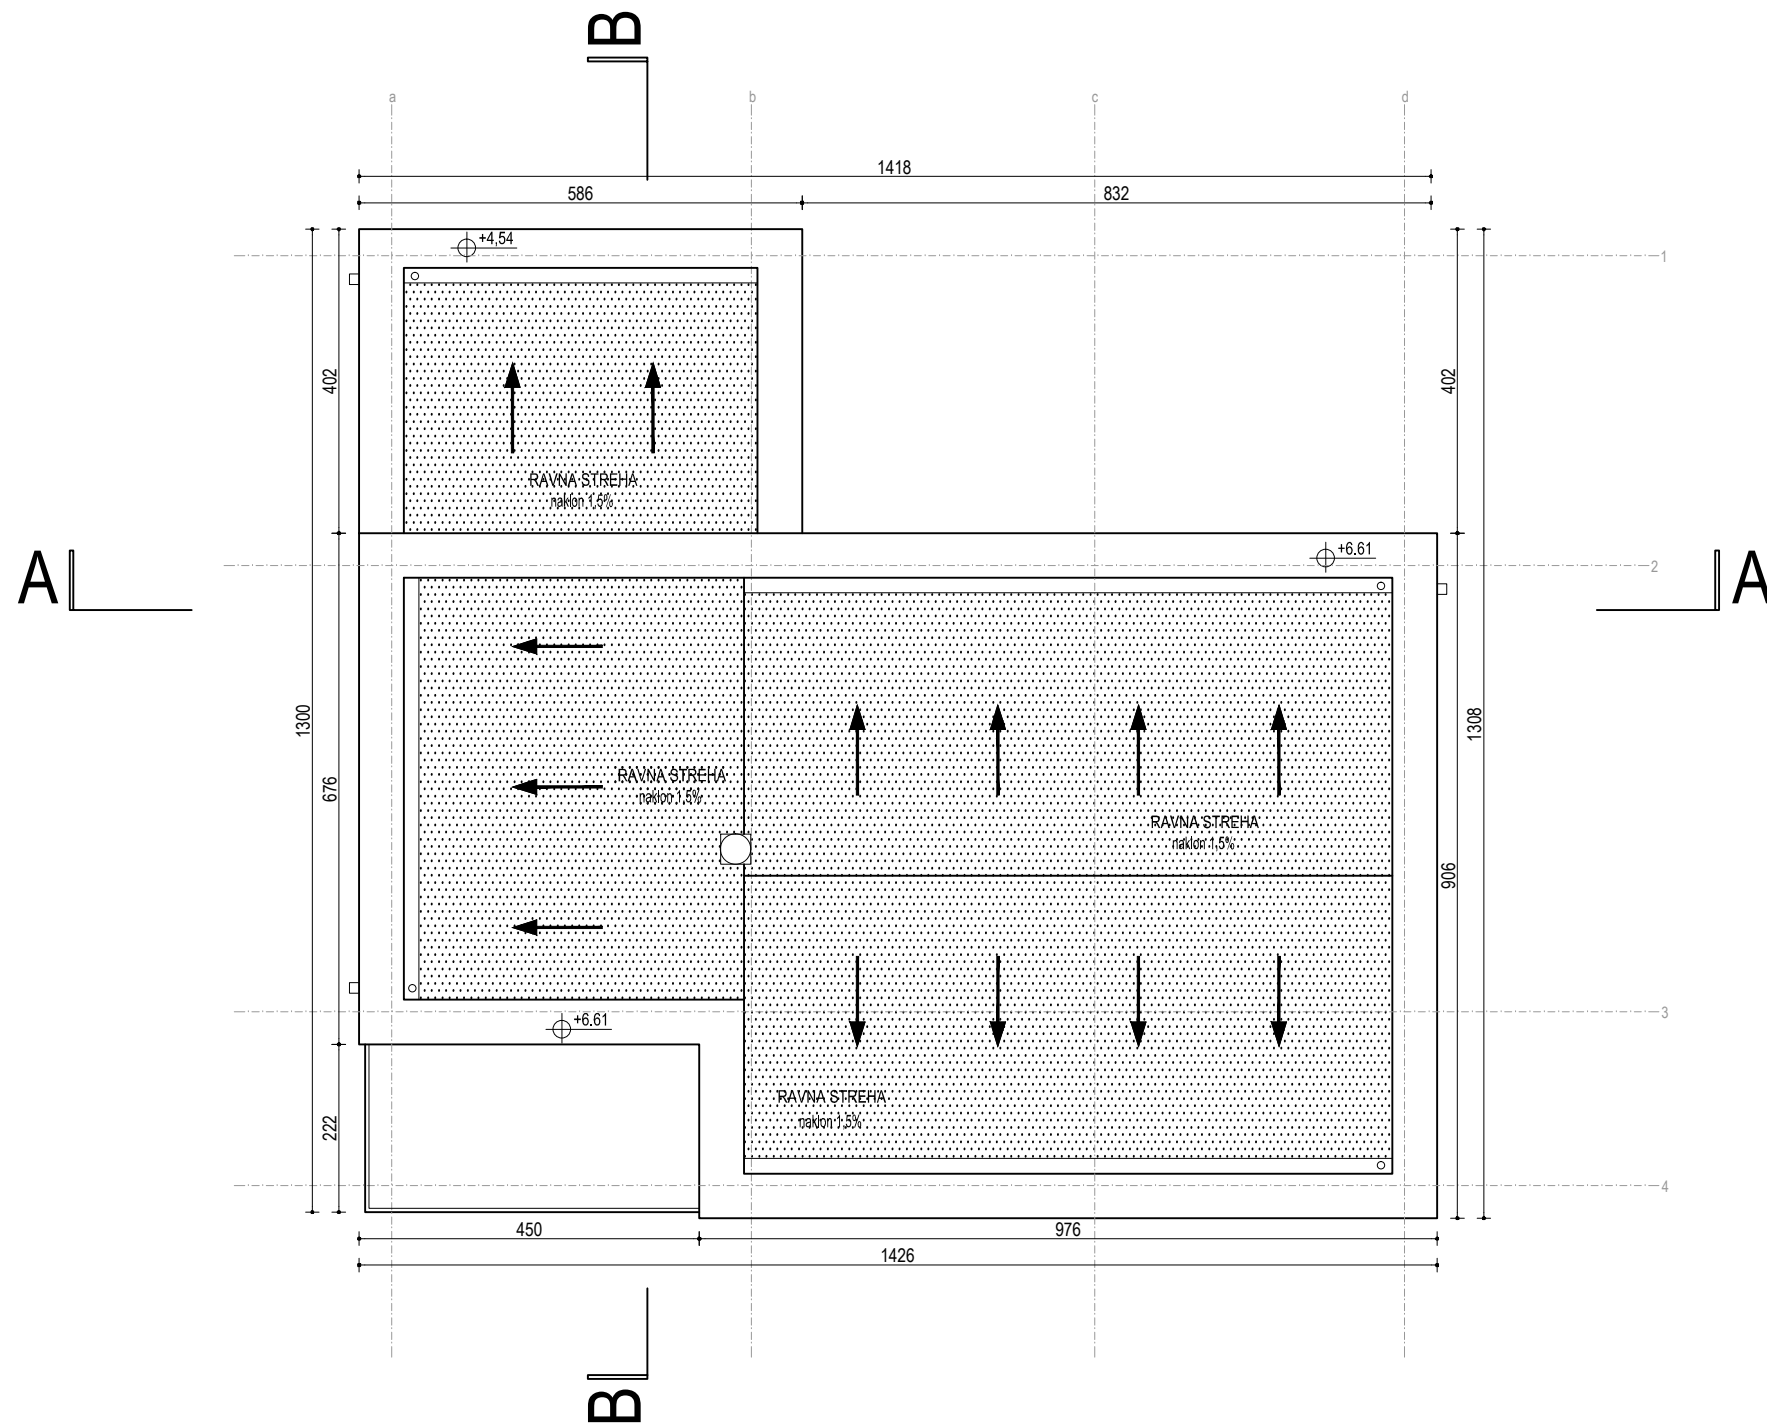 B
a
b
c
d
1418
586
832
+4,54
1
402
402
RAVNA STREHA
naklon 1,5%
A
+6.61
2
A
1300
1308
676
RAVNA STREHA
naklon 1,5%
RAVNA STREHA
naklon 1,5%
906
+6.61
3
RAVNA STREHA
naklon 1,5%
222
4
450
976
1426
B